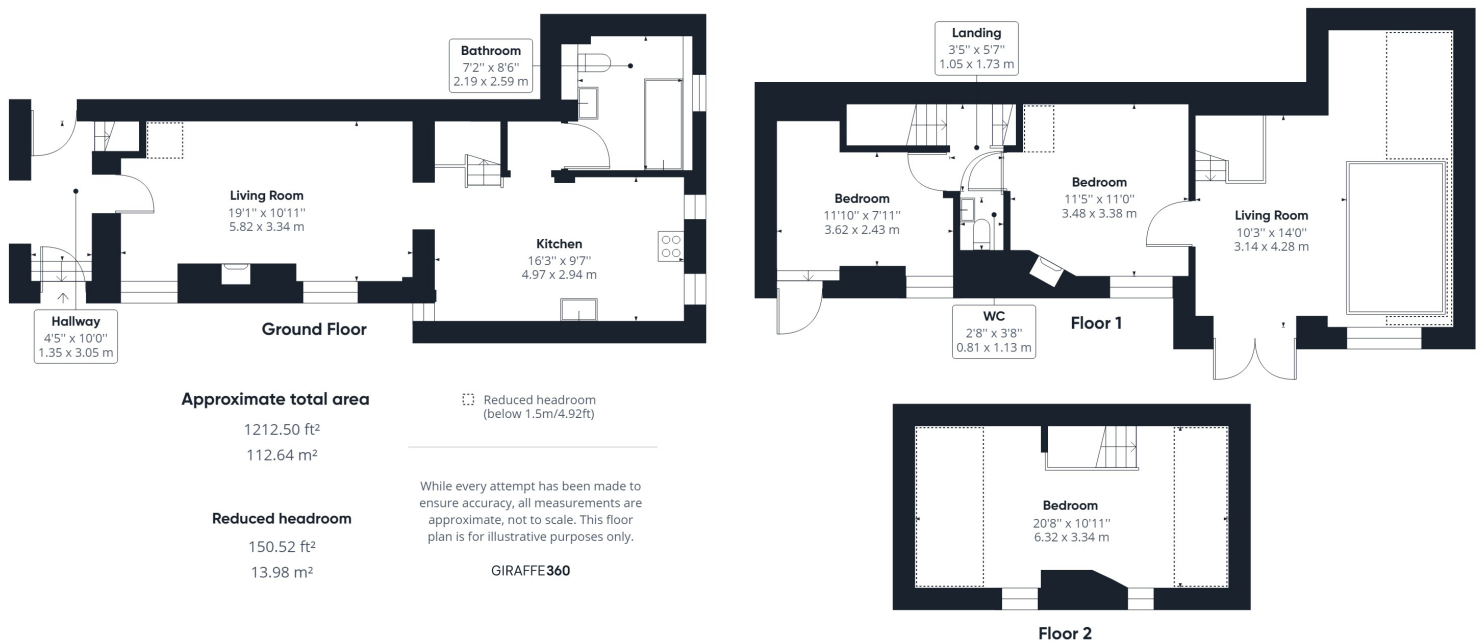 Bathroom
7'2'' x 8'6''
2.19 x 2.59 m
Living Room
19'1'' x 10'11''
5.82 x 3.34 m
Kitchen
16'3'' x 9'7''
4.97 x 2.94 m
Hallway
4'5'' x 10'0''
1.35 x 3.05 m
Ground Floor
Landing
3'5'' x 5'7''
1.05 x 1.73 m
Bedroom
11'10'' x 7'11''
3.62 x 2.43 m
Bedroom
11'5'' x 11'0''
3.48 x 3.38 m
Living Room
10'3'' x 14'0''
3.14 x 4.28 m
WC
2'8'' x 3'8''
0.81 x 1.13 m
Floor 1
Approximate total area
1212.50 ft²
112.64 m²
Reduced headroom
150.52 ft²
13.98 m²
Reduced headroom
(below 1.5m/4.92ft)
While every attempt has been made to
ensure accuracy, all measurements are
approximate, not to scale. This floor
plan is for illustrative purposes only.
GIRAFFE360
Bedroom
20'8'' x 10'11''
6.32 x 3.34 m
Floor 2